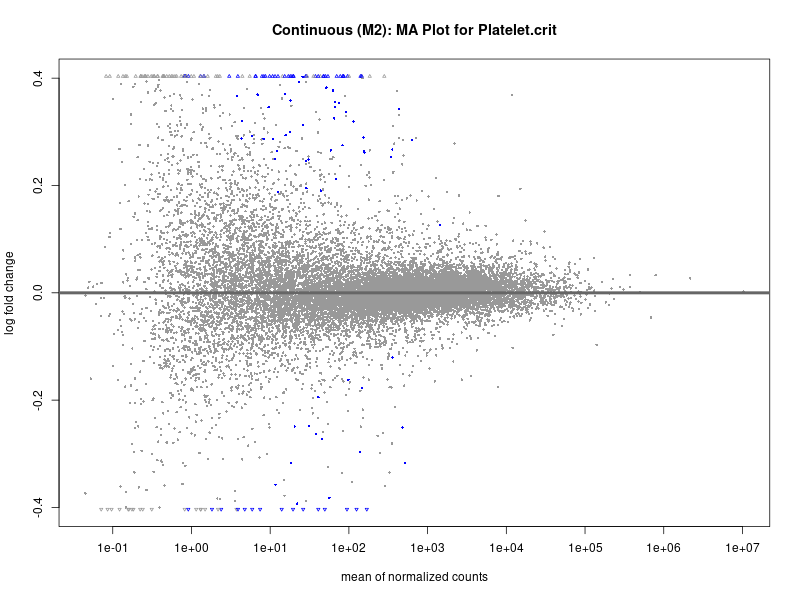 Continuous (M2): MA Plot for Platelet.crit
0.4
0.2
0.0
-0.2
-0.4
log fold change
1e-01 1e+00 1e+01 1e+02 1e+03 1e+04 1e+05 1e+06 1e+07
mean of normalized counts